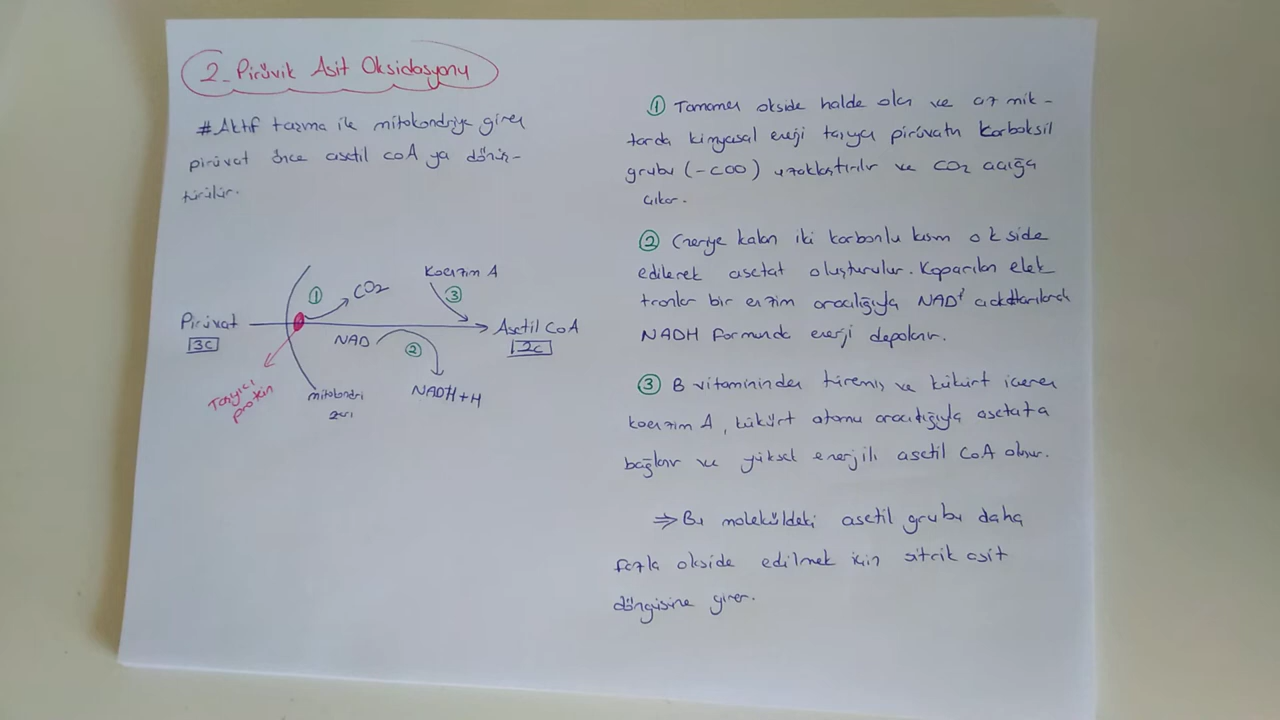 2_Pirüvik Asit Oksidasyonu
#Aktif taşıma ile mitokondriye giren
pirüvat önce asetil CoA ya dönüş-
türülür.
Pirüvat
3C
1
CO2
Koenzim A
3
Asetil CoA
2C
NAD
2
NADH+H
Taşıyıcı
protein
mitokondri
zarı
1 Tamamen okside halde olan ve az mik-
tarda kimyasal enerji taşıyan pirüvatın karboksil
grubu (-COO) uzaklaştırılır ve CO2 açığa
çıkar.
2 Geriye kalan iki karbonlu kısım okside
edilerek asetat oluşturulur. Koparılan elek
tronlar bir enzim aracılığıyla NAD+ aktarılarak
NADH formunda enerji depolanır.
3 B vitamininden türemiş ve kükürt içeren
koenzim A, kükürt atomu aracılığıyla asetata
bağlanır ve yüksek enerjili asetil CoA oluşur.
⇒ Bu moleküldeki asetil grubu daha
fazla okside edilmek için sitrik asit
döngüsüne girer.